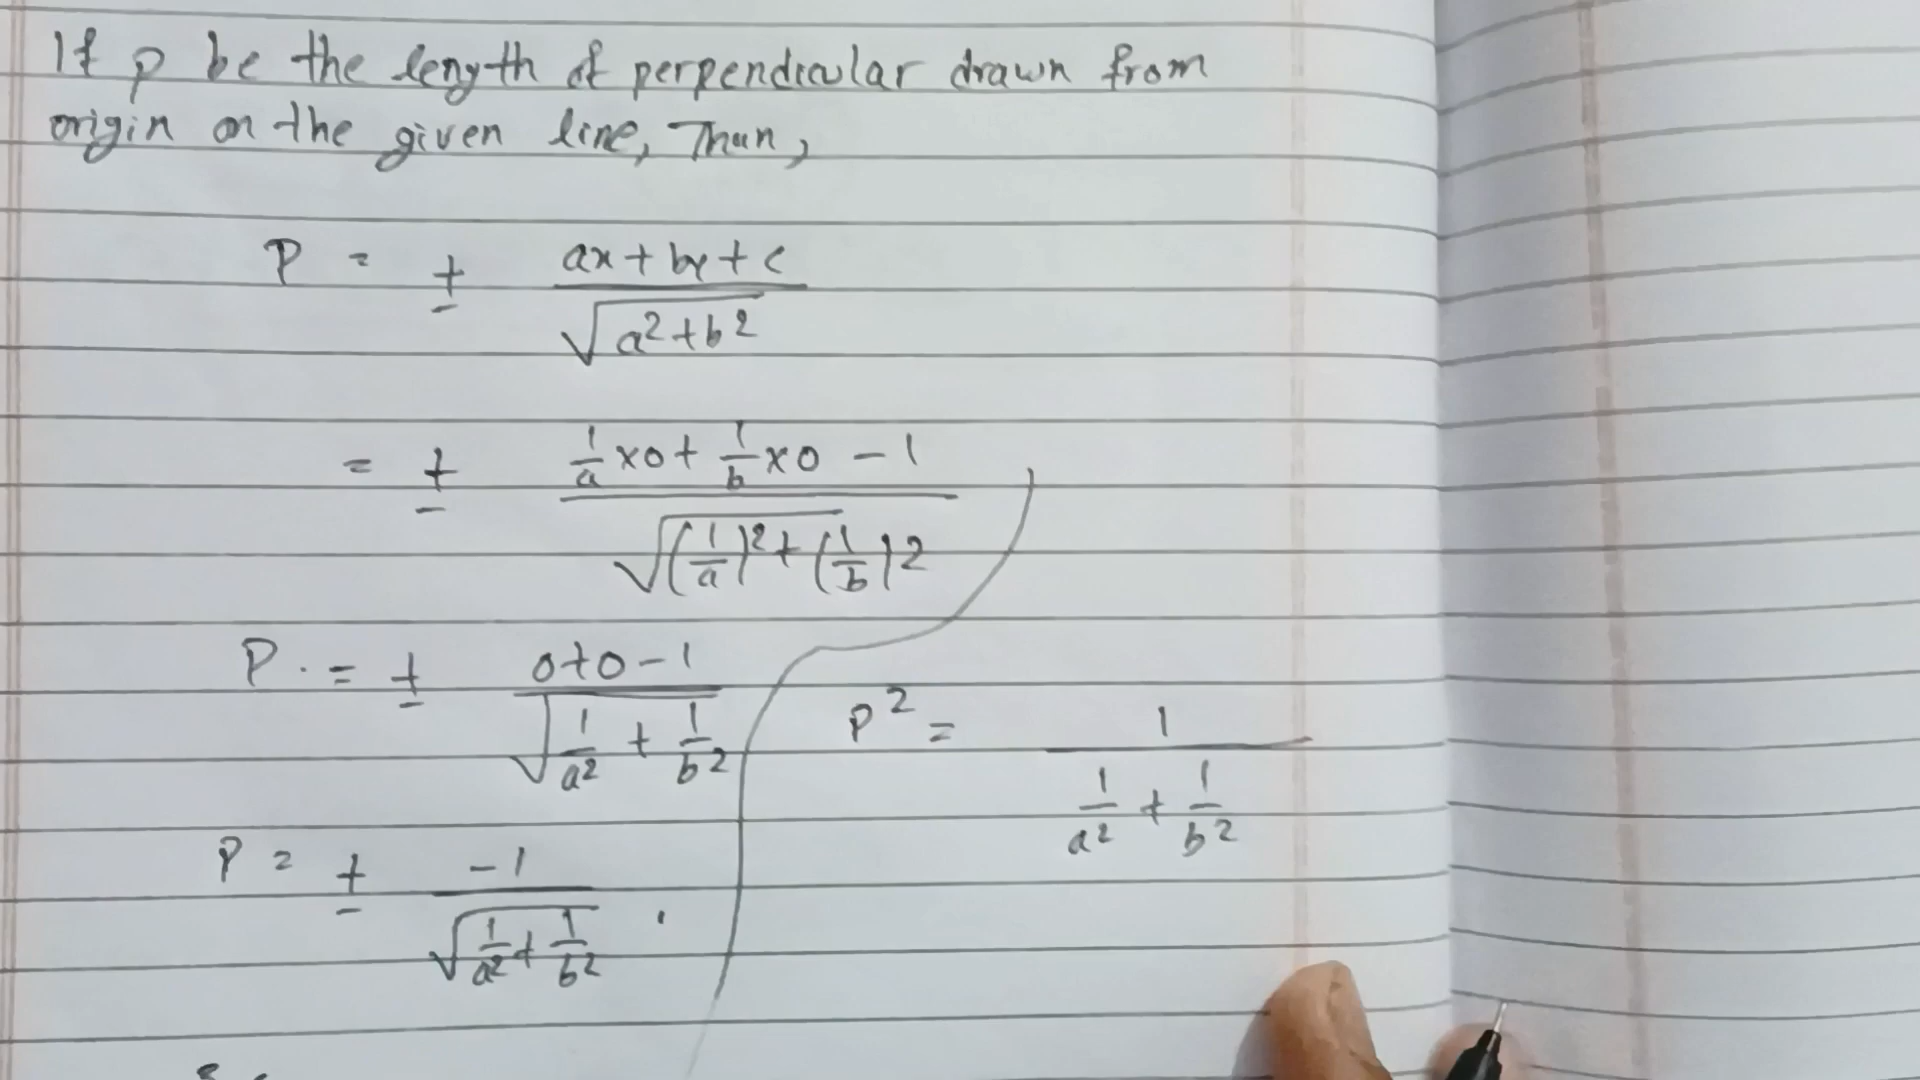 If p be the length of perpendicular drawn from
origin on the given line, Then,
P = ± (ax + by + c) / √(a² + b²)
= ± (1/a × 0 + 1/b × 0 - 1) / √((1/a)² + (1/b)2)
P . = ± (0 + 0 - 1) / √(1/a² + 1/b²)
P = ± -1 / √(1/a² + 1/b²) .
P² = 1 / (1/a² + 1/b²)